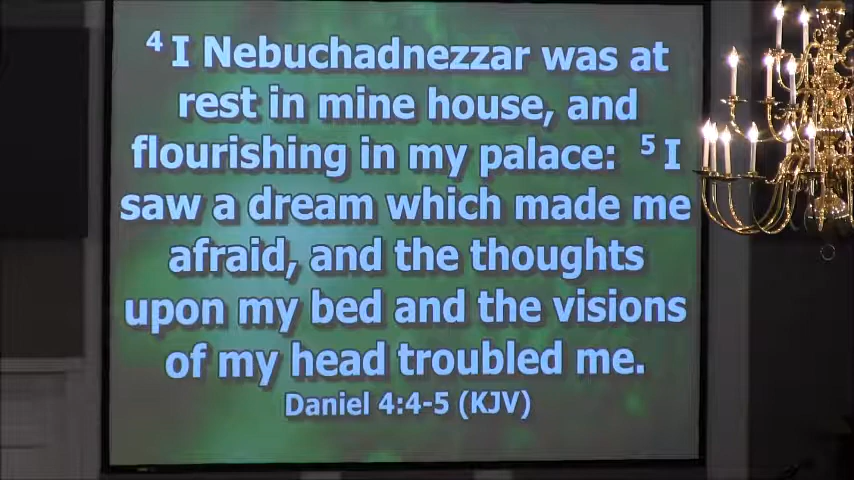 4 I Nebuchadnezzar was at
rest in mine house, and
flourishing in my palace: 5 I
saw a dream which made me
afraid, and the thoughts
upon my bed and the visions
of my head troubled me.
Daniel 4:4-5 (KJV)